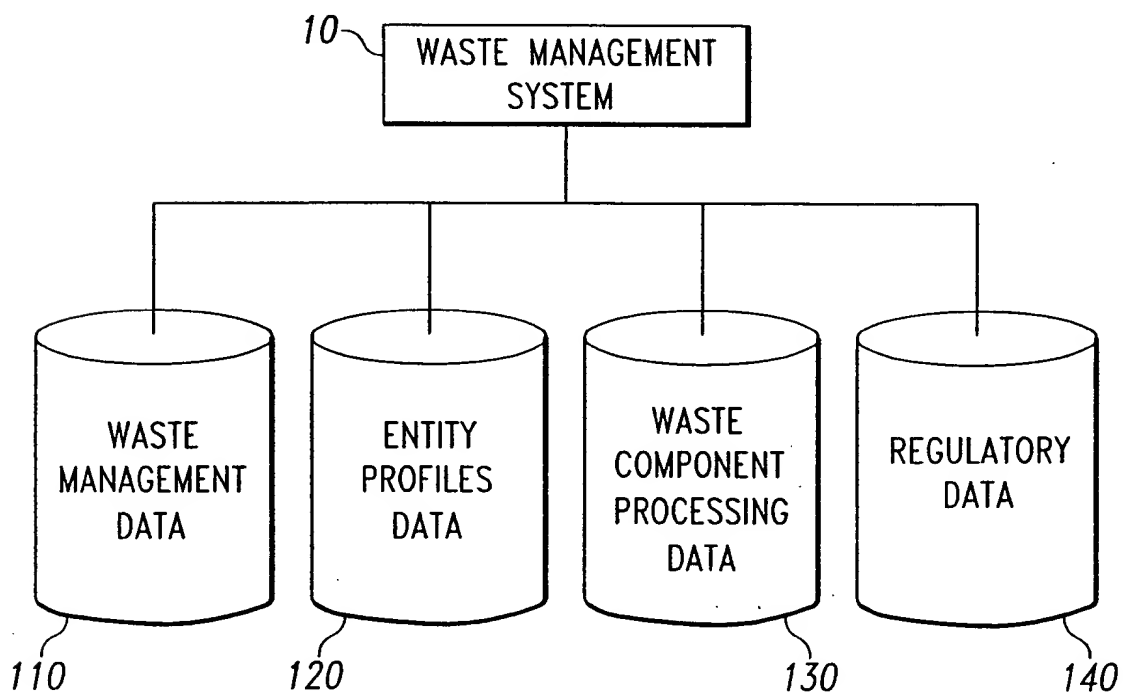 10
WASTE MANAGEMENT
SYSTEM
WASTE
MANAGEMENT
DATA
ENTITY
PROFILES
DATA
WASTE
COMPONENT
PROCESSING
DATA
REGULATORY
DATA
110
120
130
140